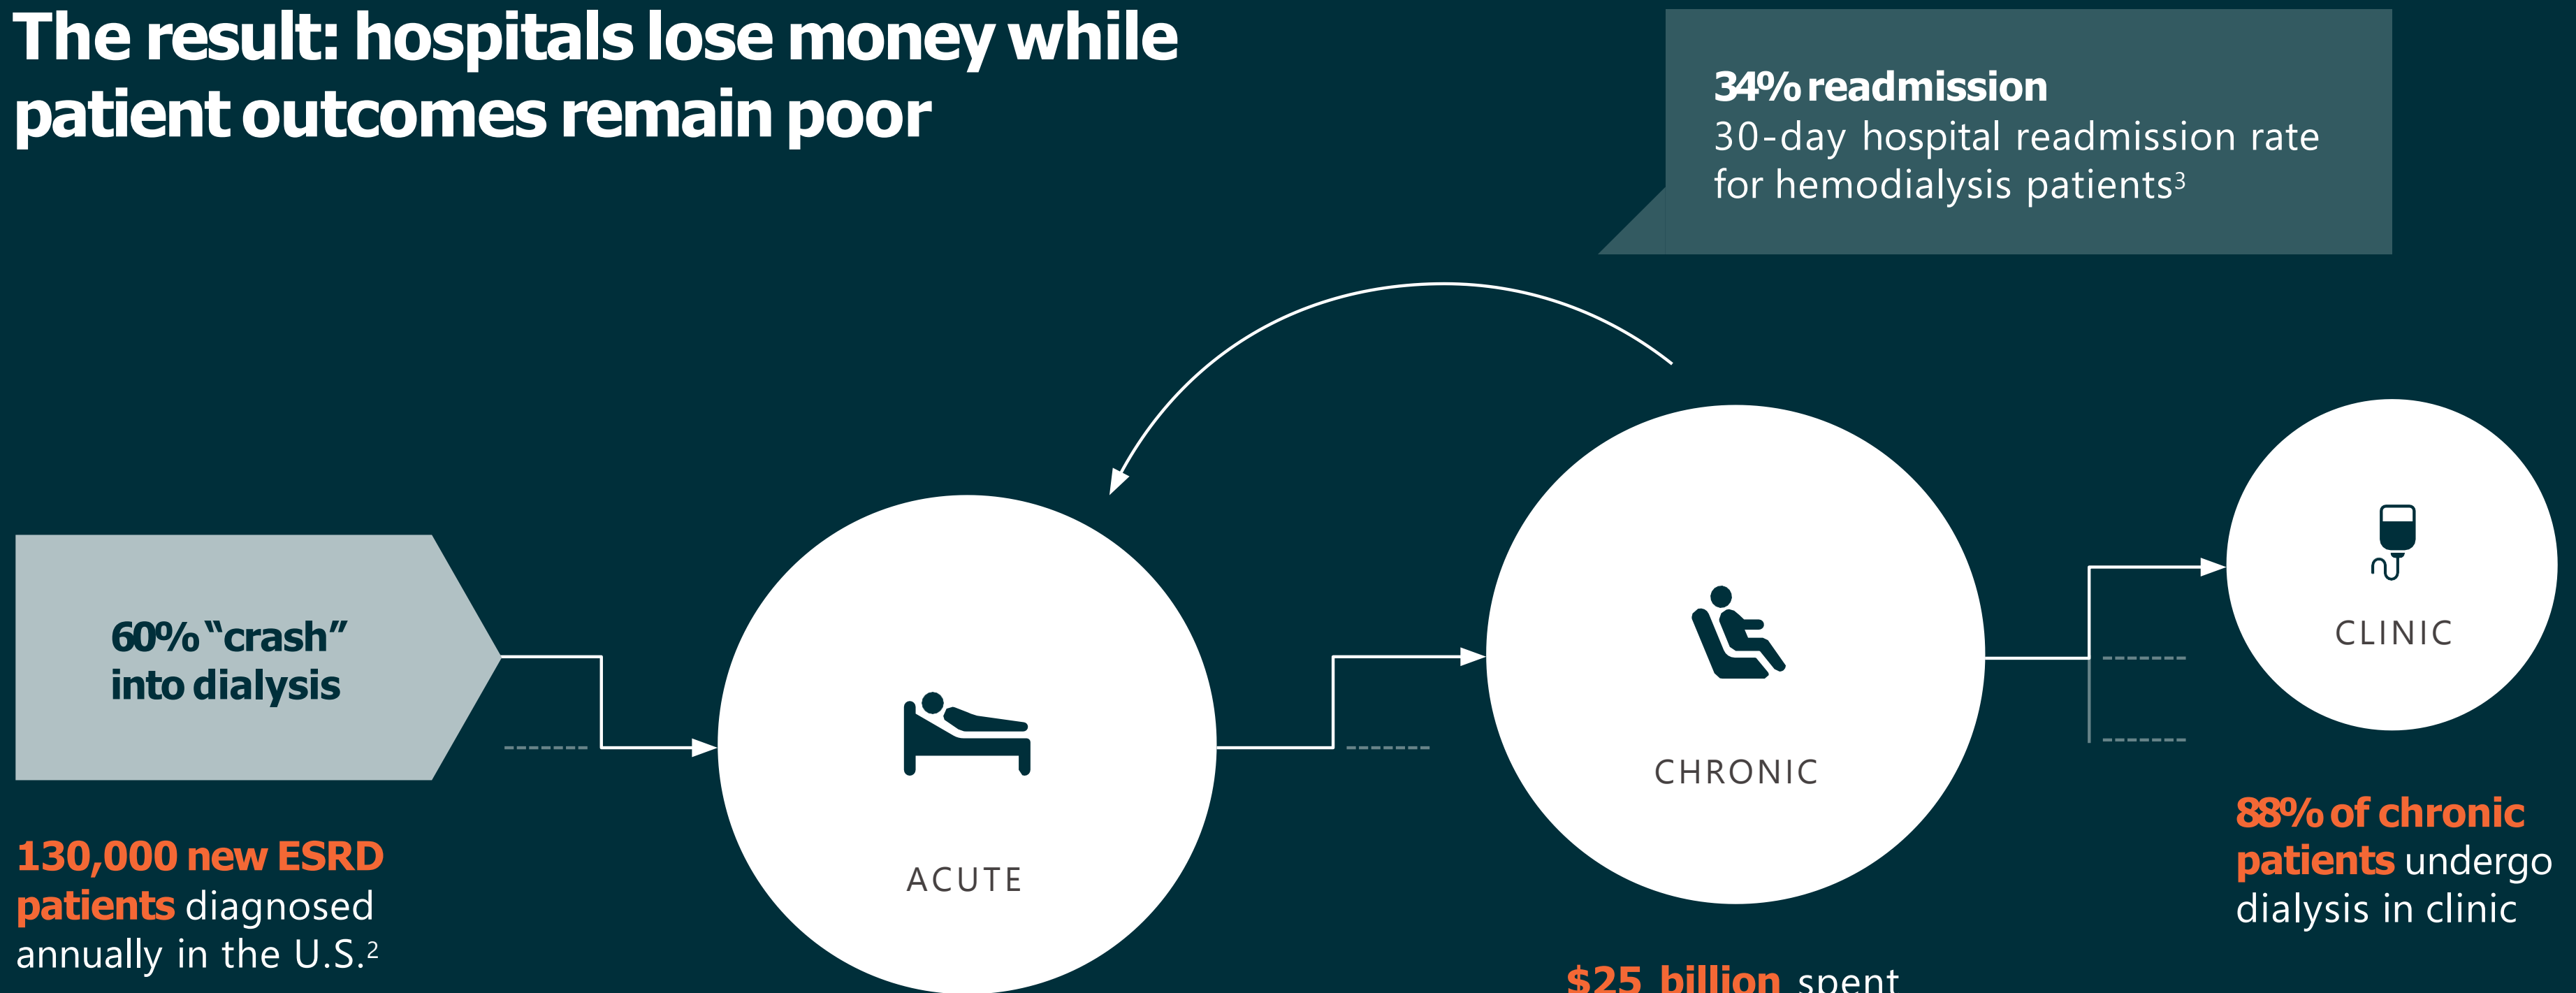 The result: hospitals lose money while
patient outcomes remain poor
34% readmission
30-day hospital readmission rate
for hemodialysis patients3
60% “crash”
into dialysis
130,000 new ESRD
patients diagnosed
annually in the U.S.2
ACUTE
CHRONIC
$25 billion spent
CLINIC
88% of chronic
patients undergo
dialysis in clinic